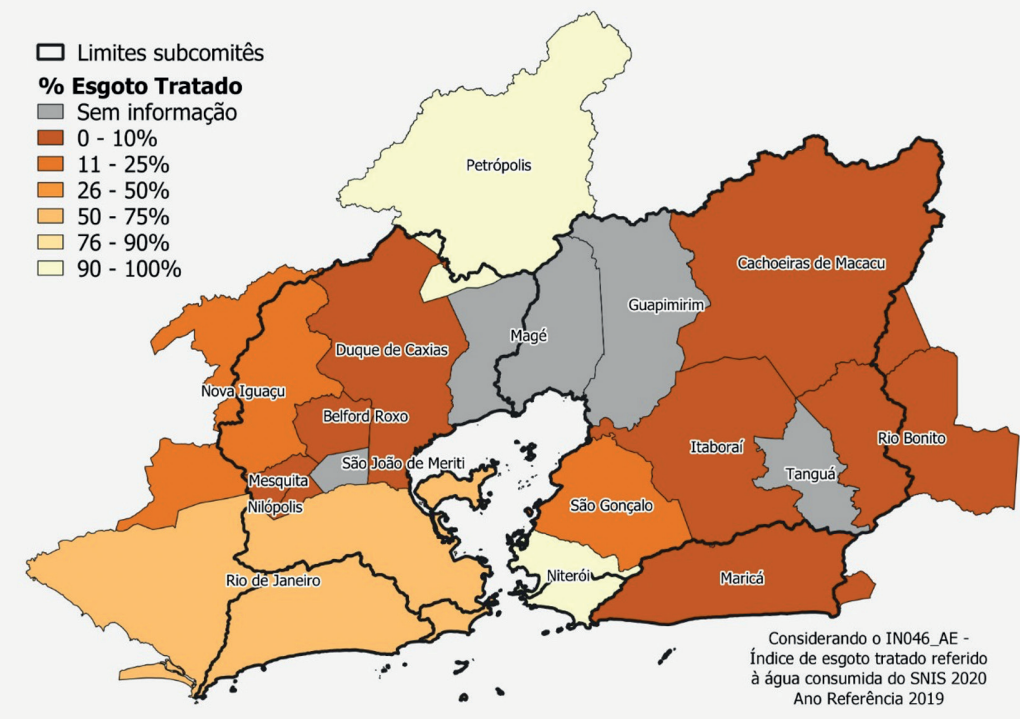 Limites subcomitês
% Esgoto Tratado
Sem informação
0 - 10%
11 - 25%
26 - 50%
50 - 75%
76 - 90%
90 - 100%
Petrópolis
Cachoeiras de Macacu
Guapimirim
Magé
Duque de Caxias
Nova Iguaçu
Belford Roxo
Rio Bonito
Itaboraí
São João de Meriti
Tanguá
Mesquita
São Gonçalo
Nilópolis
Niterói
Maricá
Rio de Janeiro
Considerando o IN046_AE -
Índice de esgoto tratado referido
à água consumida do SNIS 2020
Ano Referência 2019